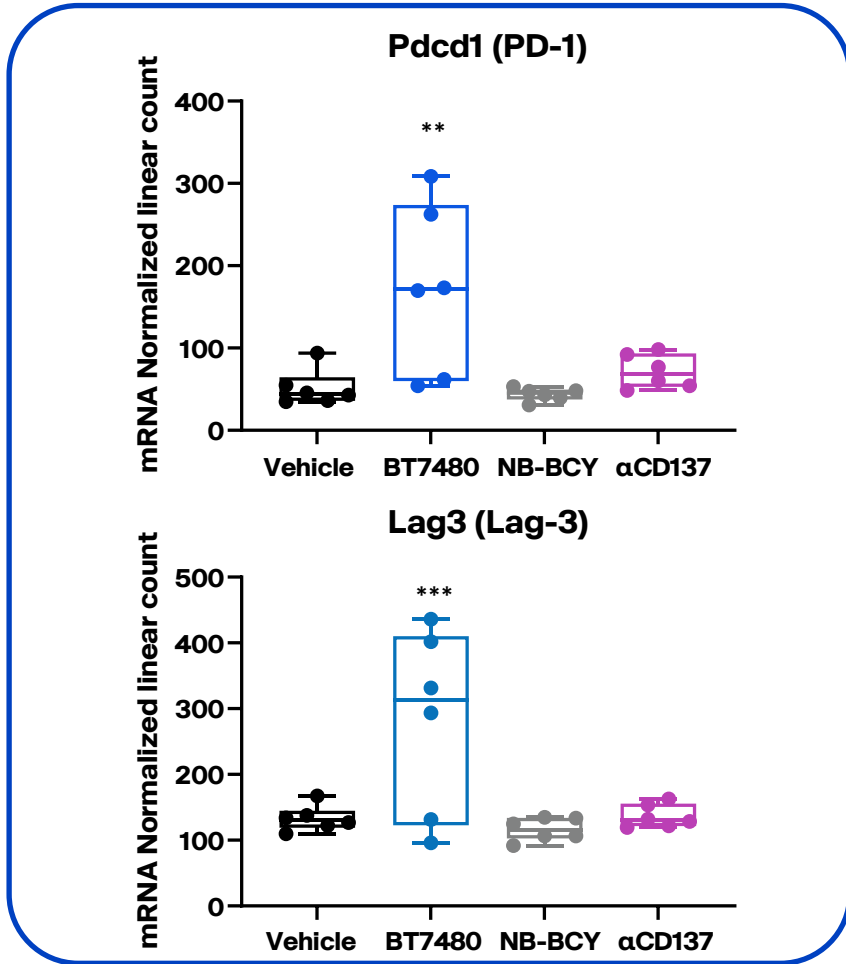 Pdcd1 (PD-1)
mRNA Normalized linear count
400
300
200
100
0
**
Vehicle BT7480 NB-BCY αCD137
Lag3 (Lag-3)
mRNA Normalized linear count
500
400
300
200
100
0
***
Vehicle BT7480 NB-BCY αCD137